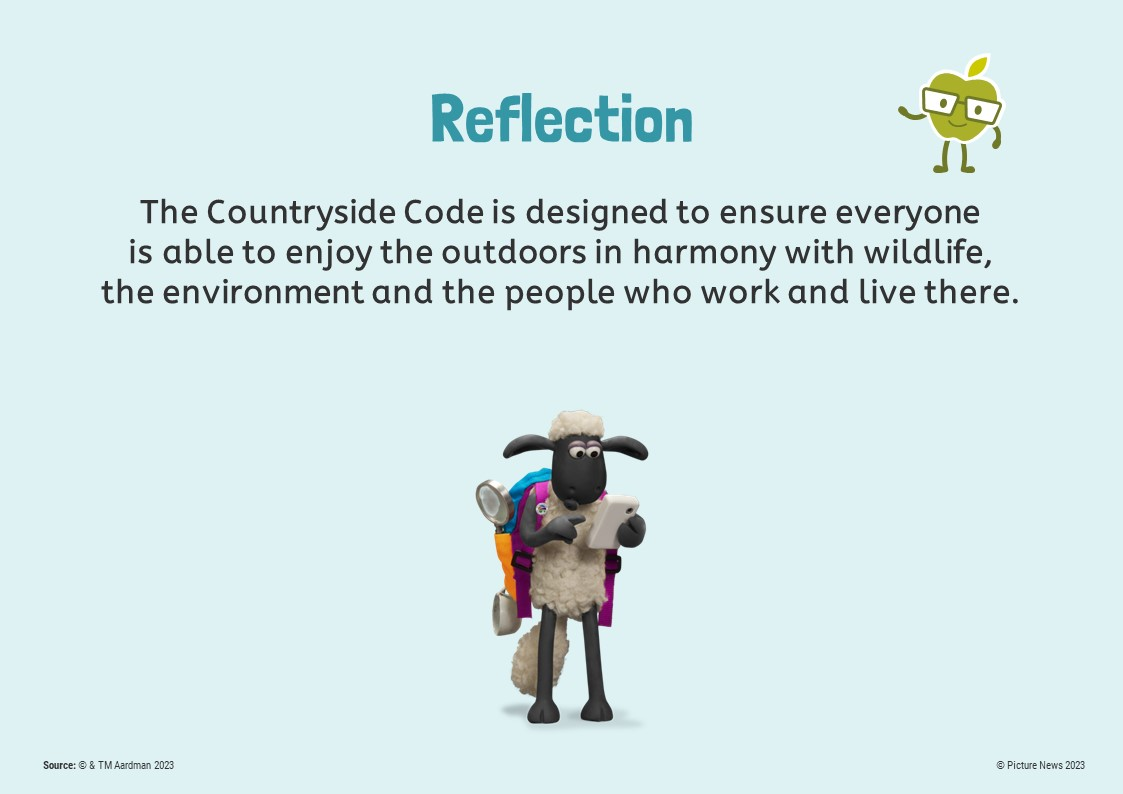 Reflection
The Countryside Code is designed to ensure everyone
is able to enjoy the outdoors in harmony with wildlife,
the environment and the people who work and live there.
Source: © & TM Aardman 2023
© Picture News 2023